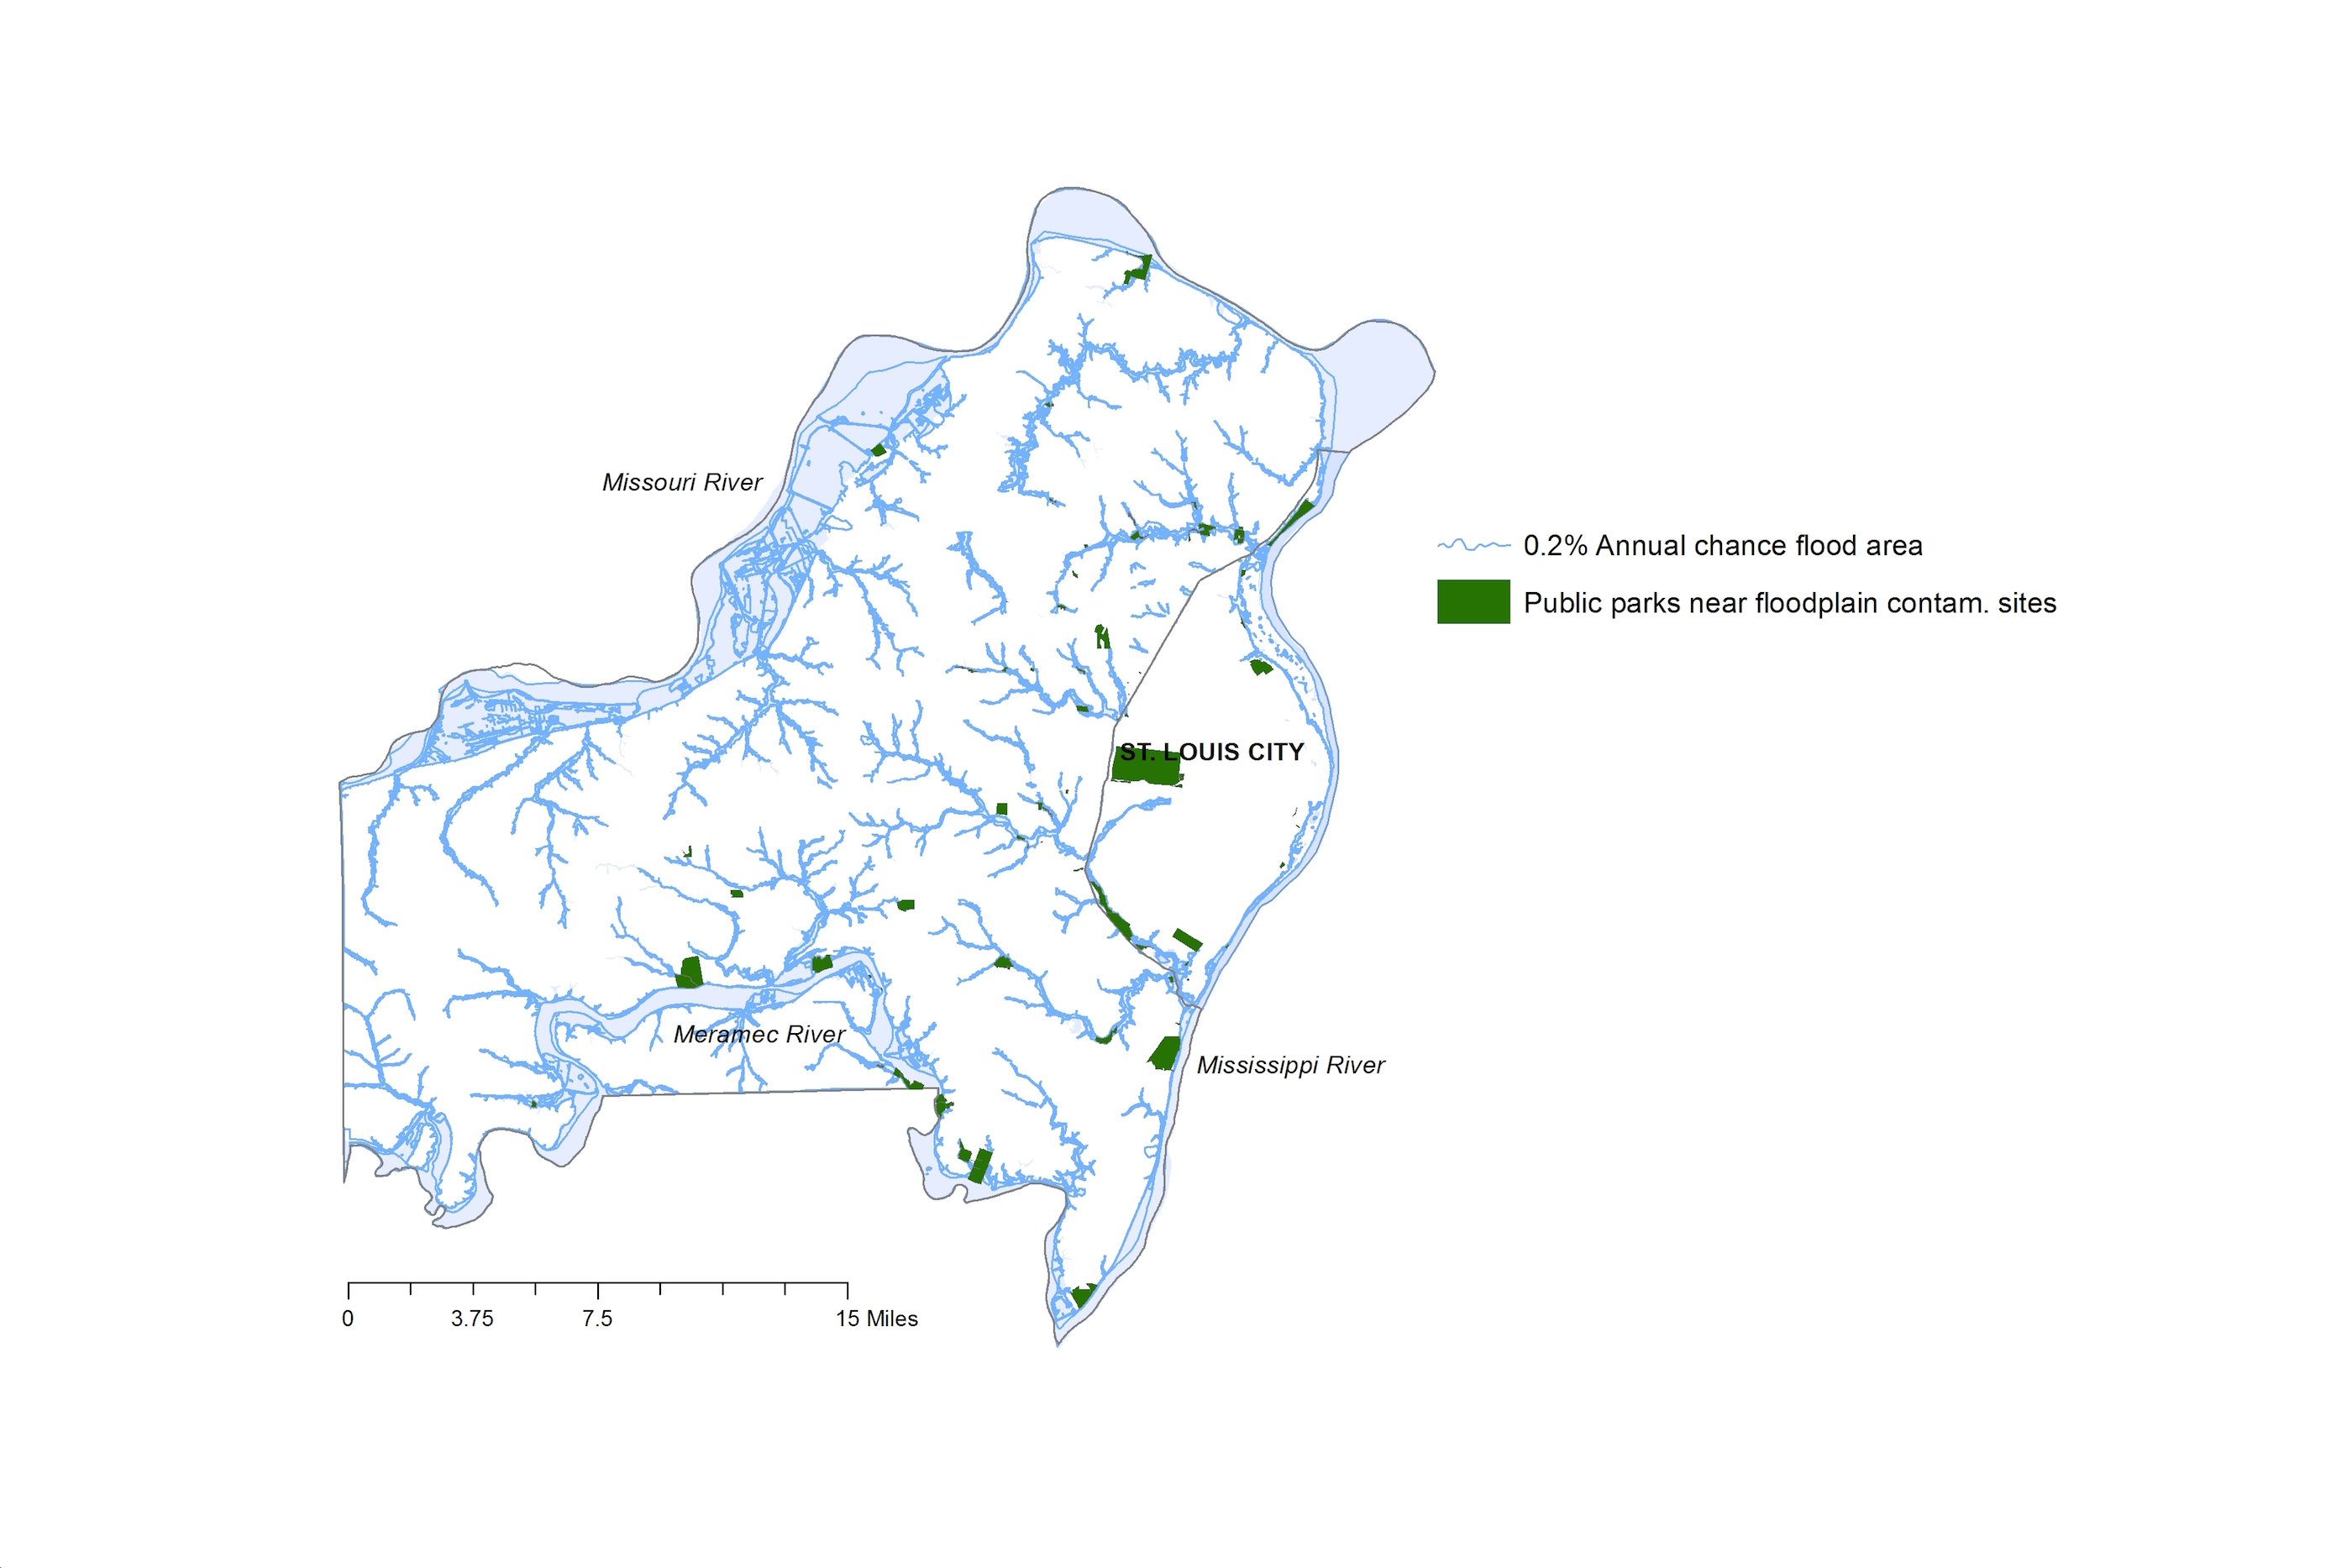 Missouri River
0.2% Annual chance flood area
Public parks near floodplain contam. sites
ST. LOUIS CITY
Meramec River
Mississippi River
0 3.75 7.5 15 Miles